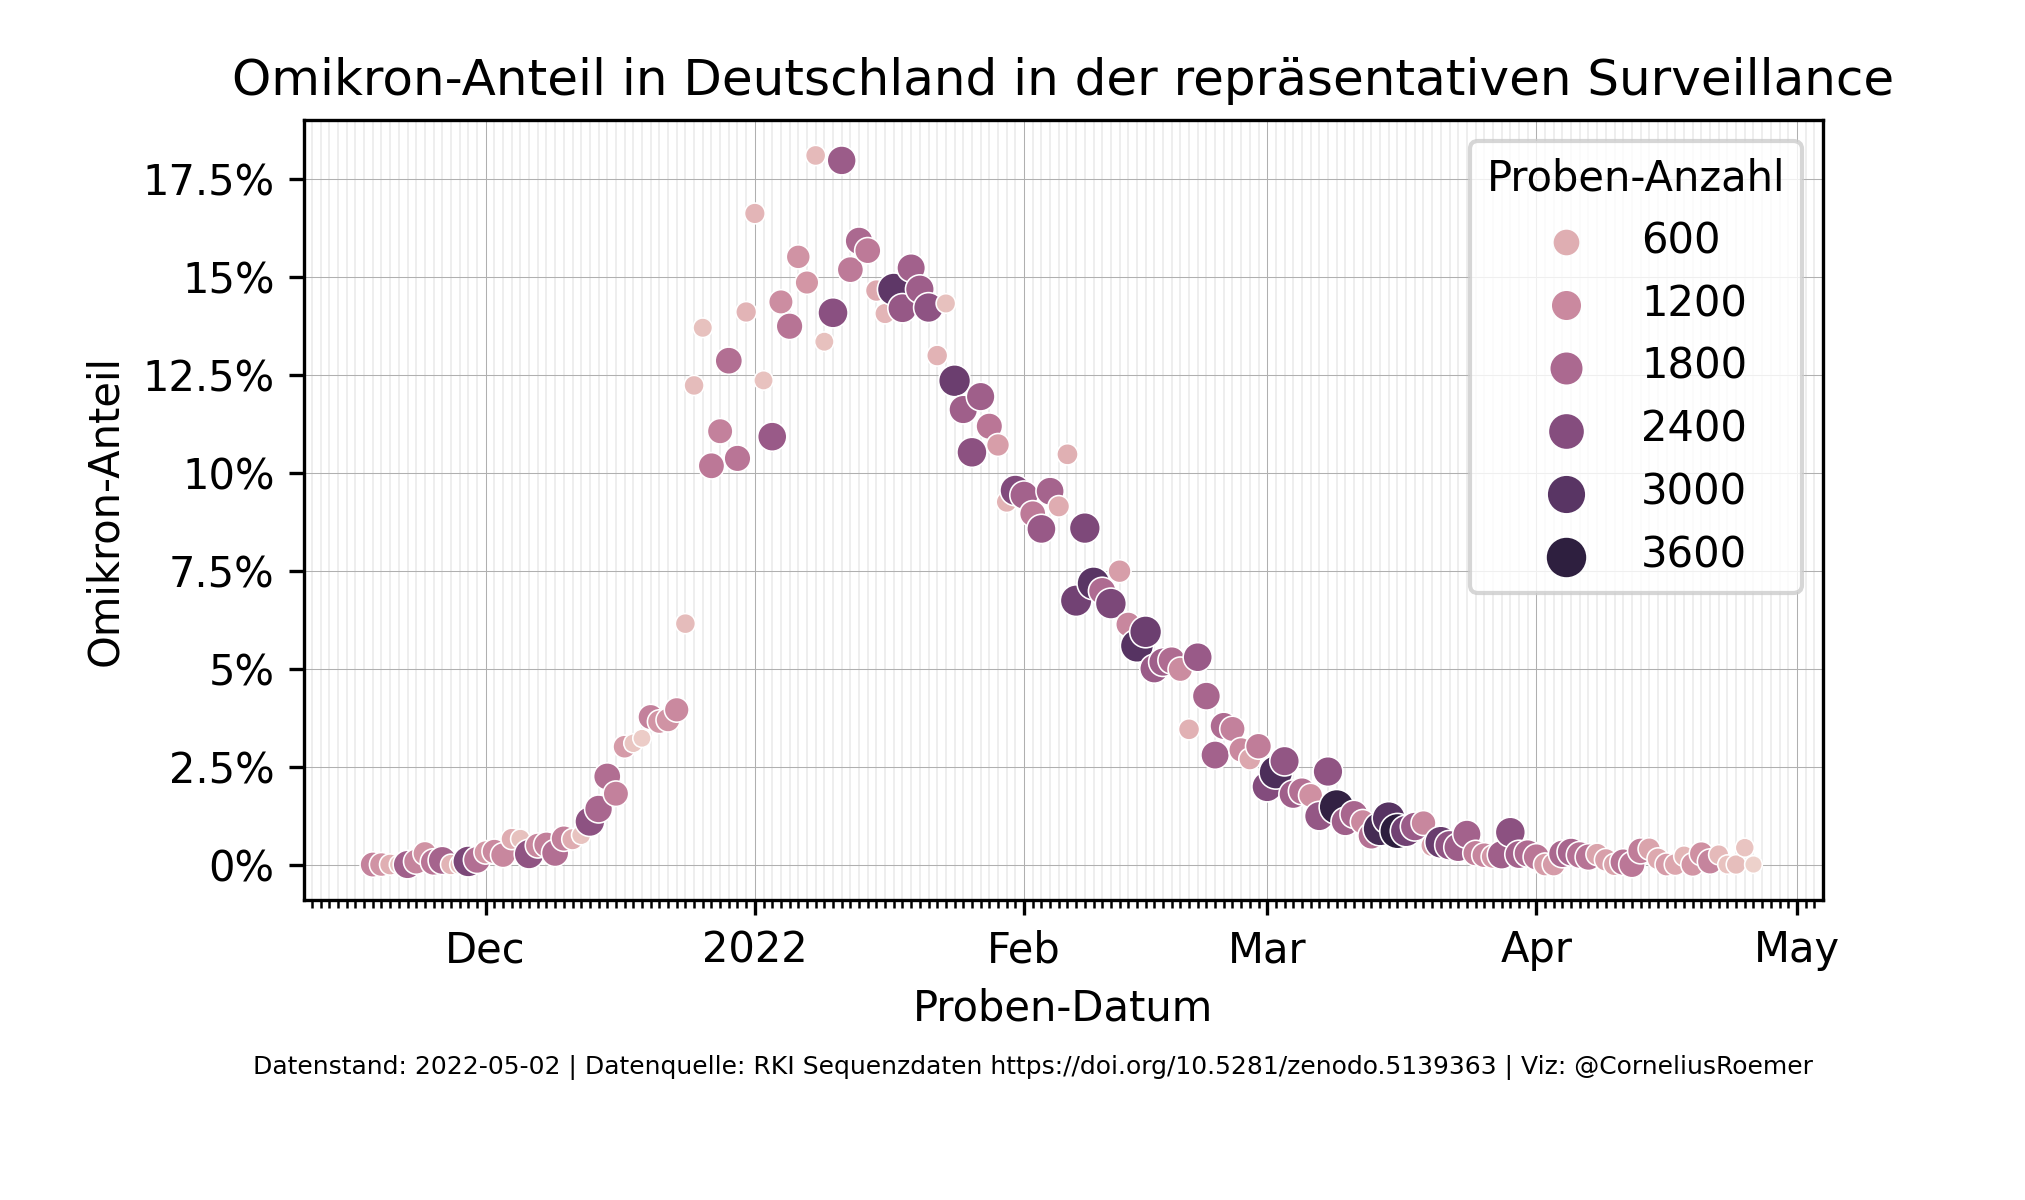 Omikron-Anteil in Deutschland in der repräsentativen Surveillance
Omikron-Anteil
17.5%
15%
12.5%
10%
7.5%
5%
2.5%
0%
Proben-Anzahl
600
1200
1800
2400
3000
3600
Dec 2022 Feb Mar Apr May
Proben-Datum
Datenstand: 2022-05-02 | Datenquelle: RKI Sequenzdaten https://doi.org/10.5281/zenodo.5139363 | Viz: @CorneliusRoemer